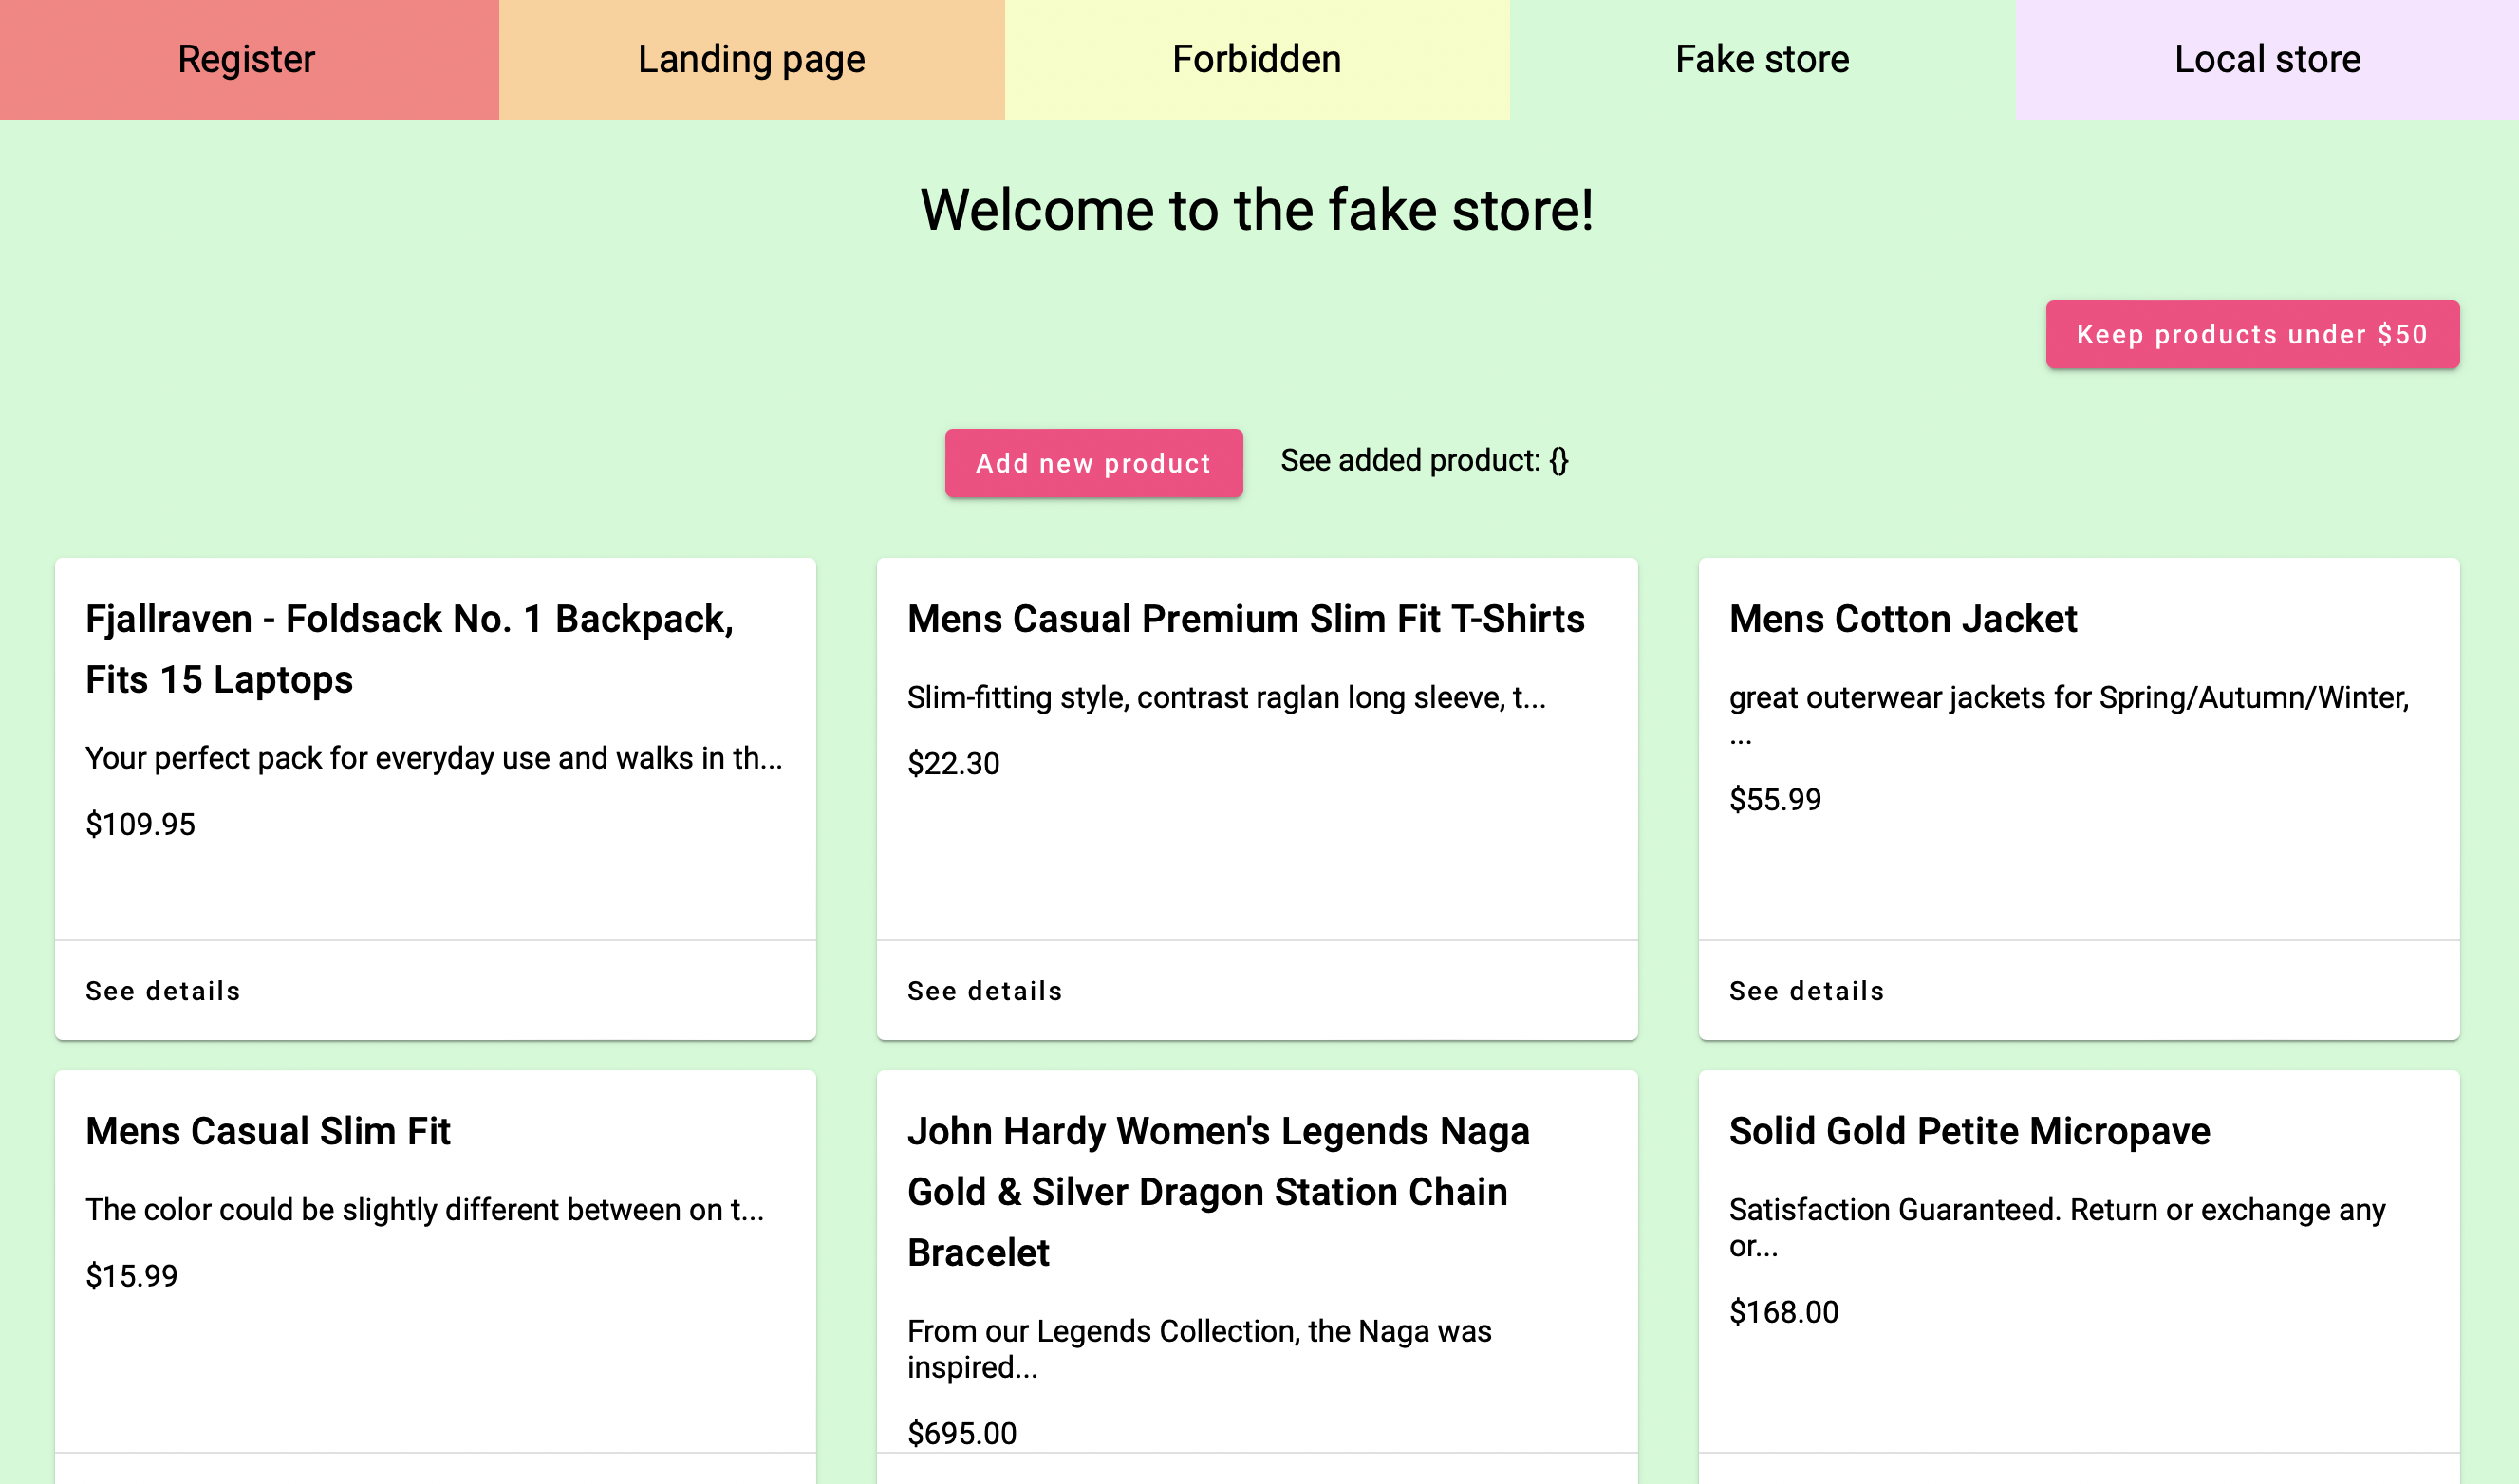 Register
Landing page
Forbidden
Fake store
Local store
Welcome to the fake store!
Keep products under $50
Add new product
See added product: {}
Fjallraven - Foldsack No. 1 Backpack,
Fits 15 Laptops
Your perfect pack for everyday use and walks in th...
$109.95
See details
Mens Casual Premium Slim Fit T-Shirts
Slim-fitting style, contrast raglan long sleeve, t...
$22.30
See details
Mens Cotton Jacket
great outerwear jackets for Spring/Autumn/Winter,
...
$55.99
See details
Mens Casual Slim Fit
The color could be slightly different between on t...
$15.99
John Hardy Women's Legends Naga
Gold & Silver Dragon Station Chain
Bracelet
From our Legends Collection, the Naga was
inspired...
$695.00
Solid Gold Petite Micropave
Satisfaction Guaranteed. Return or exchange any
or...
$168.00